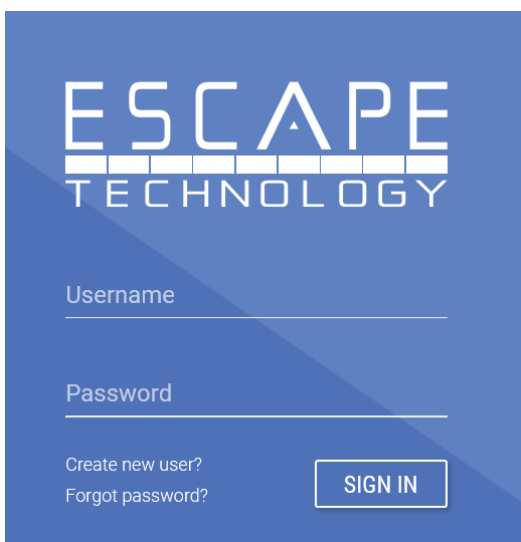 ESCAPE
TECHNOLOGY
Username
Password
Create new user?
Forgot password?
SIGN IN